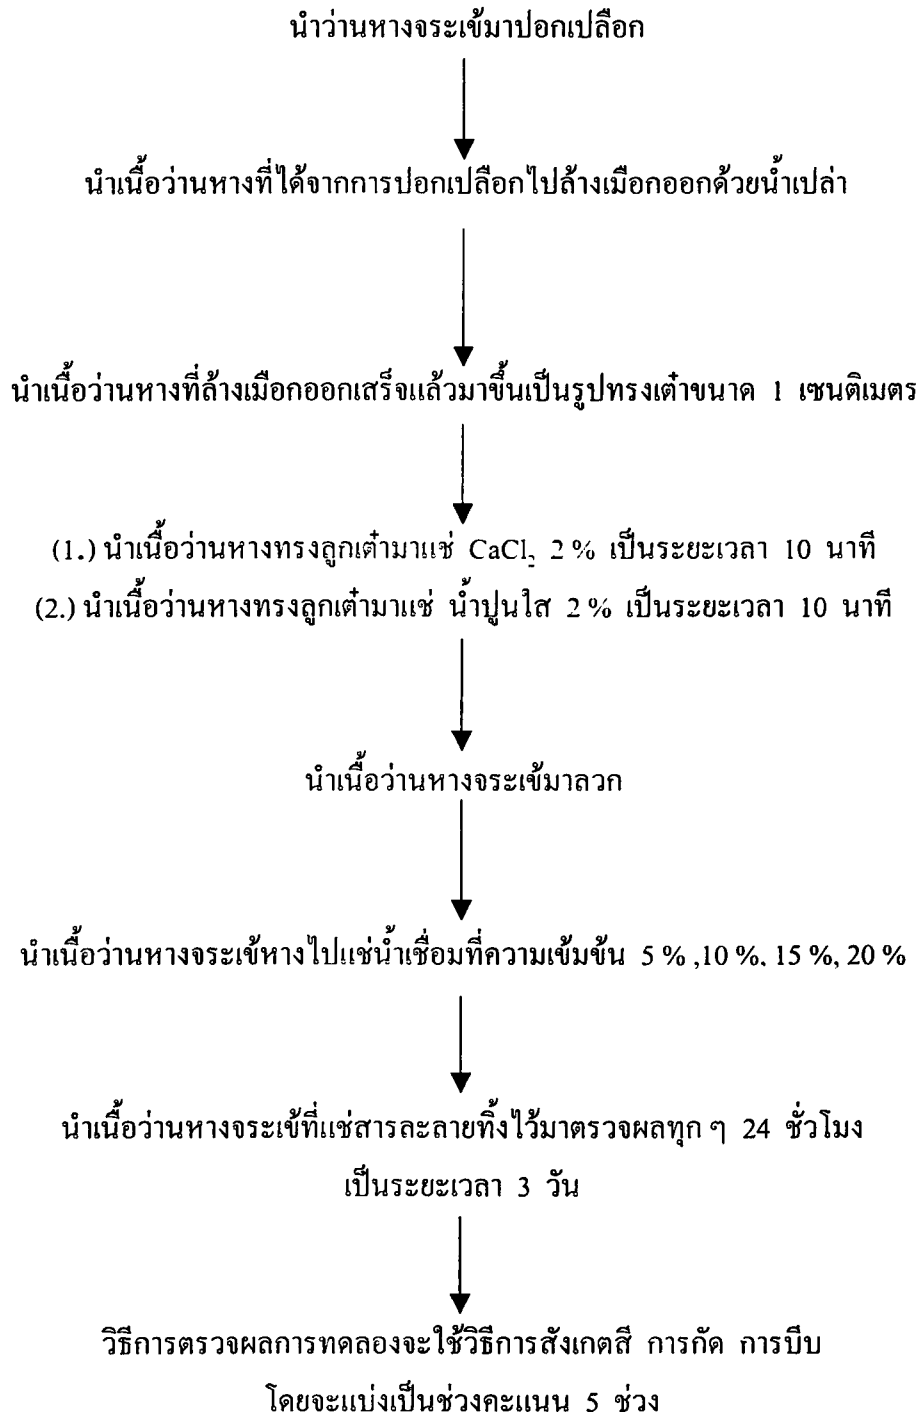 นำว่านหางจระเข้มาปอกเปลือก
นำเนื้อว่านหางที่ได้จากการปอกเปลือกไปล้างเมือกออกด้วยน้ำเปล่า
นำเนื้อว่านหางที่ล้างเมือกออกเสร็จแล้วมาขึ้นเป็นรูปทรงเต๋าขนาด 1 เซนติเมตร
(1.) นำเนื้อว่านหางทรงลูกเต๋ามาแช่ CaCl₂ 2 % เป็นระยะเวลา 10 นาที
(2.) นำเนื้อว่านหางทรงลูกเต๋ามาแช่ น้ำปูนใส 2 % เป็นระยะเวลา 10 นาที
นำเนื้อว่านหางจระเข้มาลวก
นำเนื้อว่านหางจระเข้หางไปแช่น้ำเชื่อมที่ความเข้มข้น 5 % ,10 %, 15 %, 20 %
นำเนื้อว่านหางจระเข้ที่แช่สารละลายทิ้งไว้มาตรวจผลทุก ๆ 24 ชั่วโมง
เป็นระยะเวลา 3 วัน
วิธีการตรวจผลการทดลองจะใช้วิธีการสังเกตสี การกัด การบีบ
โดยจะแบ่งเป็นช่วงคะแนน 5 ช่วง